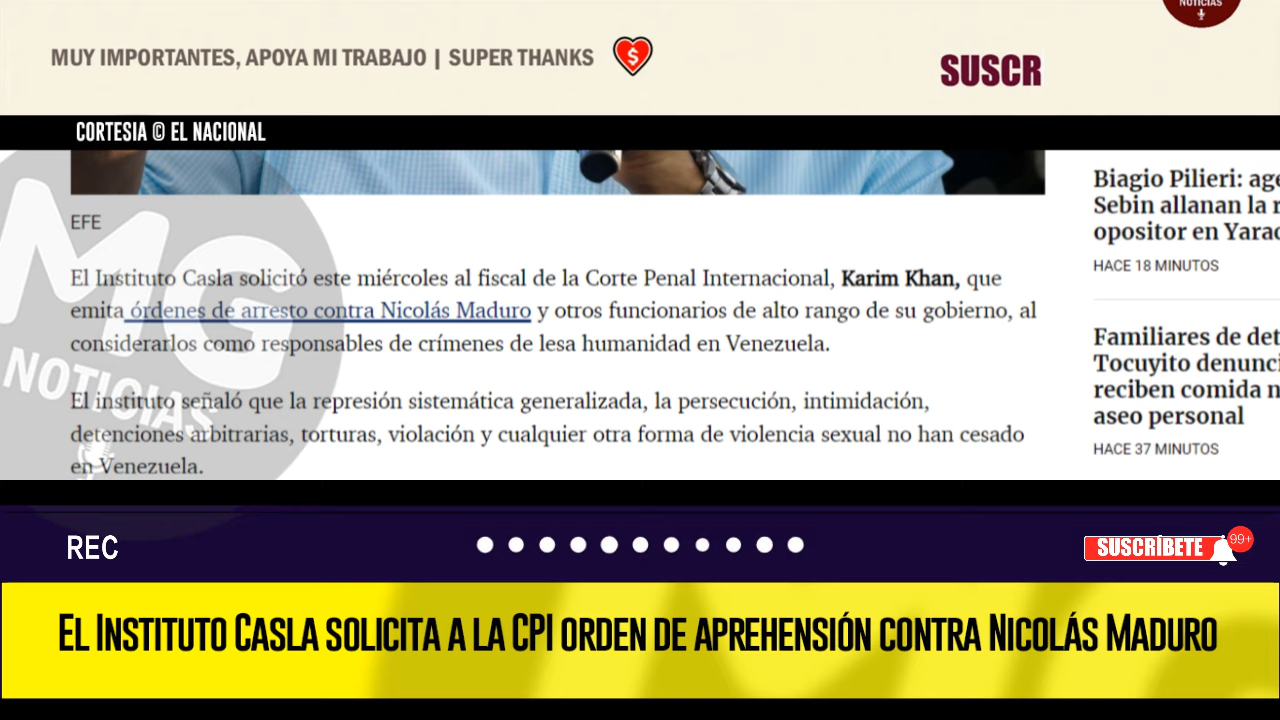 NOTICIAS
MUY IMPORTANTES, APOYA MI TRABAJO | SUPER THANKS
$
SUSCR
CORTESIA © EL NACIONAL
EFE
El Instituto Casla solicitó este miércoles al fiscal de la Corte Penal Internacional, Karim Khan, que
emita órdenes de arresto contra Nicolás Maduro y otros funcionarios de alto rango de su gobierno, al
considerarlos como responsables de crímenes de lesa humanidad en Venezuela.
El instituto señaló que la represión sistemática generalizada, la persecución, intimidación,
detenciones arbitrarias, torturas, violación y cualquier otra forma de violencia sexual no han cesado
en Venezuela.
MG
NOTICIAS
Biagio Pilieri: age
Sebin allanan la r
opositor en Yarac
HACE 18 MINUTOS
Familiares de det
Tocuyito denunci
reciben comida n
aseo personal
HACE 37 MINUTOS
REC
SUSCRÍBETE
99+
El Instituto Casla solicita a la CPI orden de aprehensión contra Nicolás Maduro